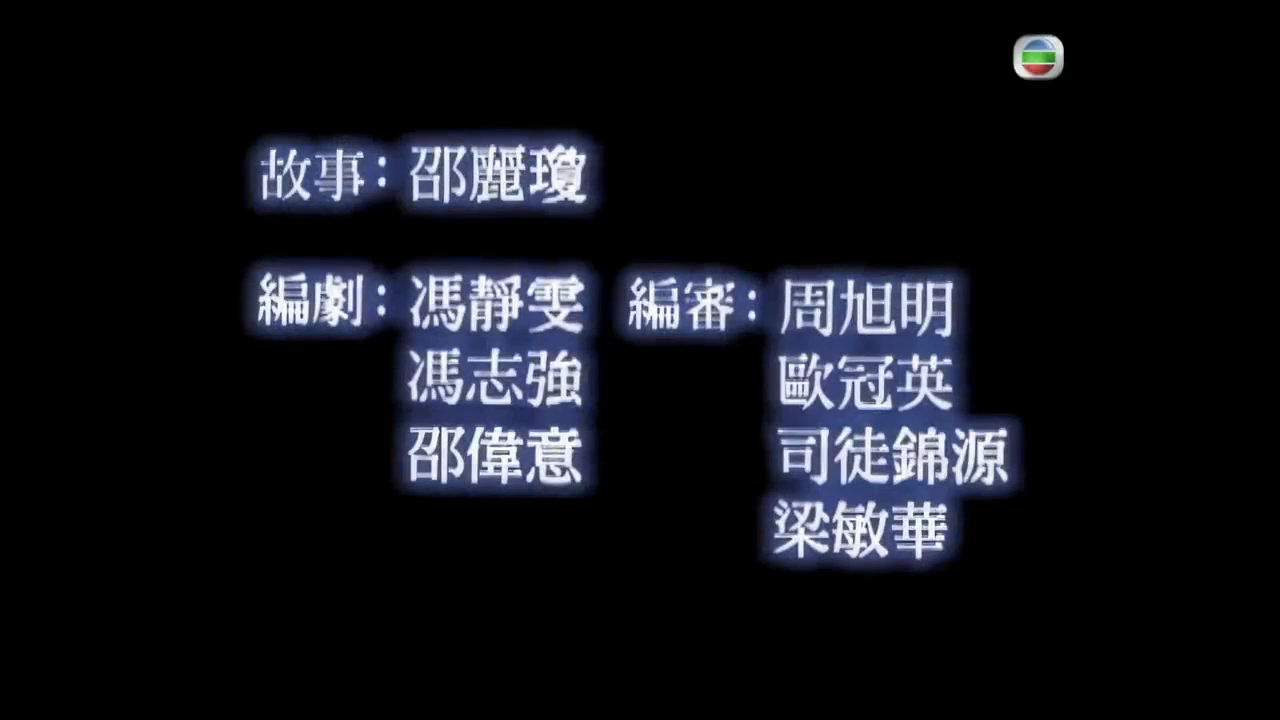 故事：邵麗瓊
編劇：馮靜雯
馮志強
邵偉意
編審：周旭明
歐冠英
司徒錦源
梁敏華